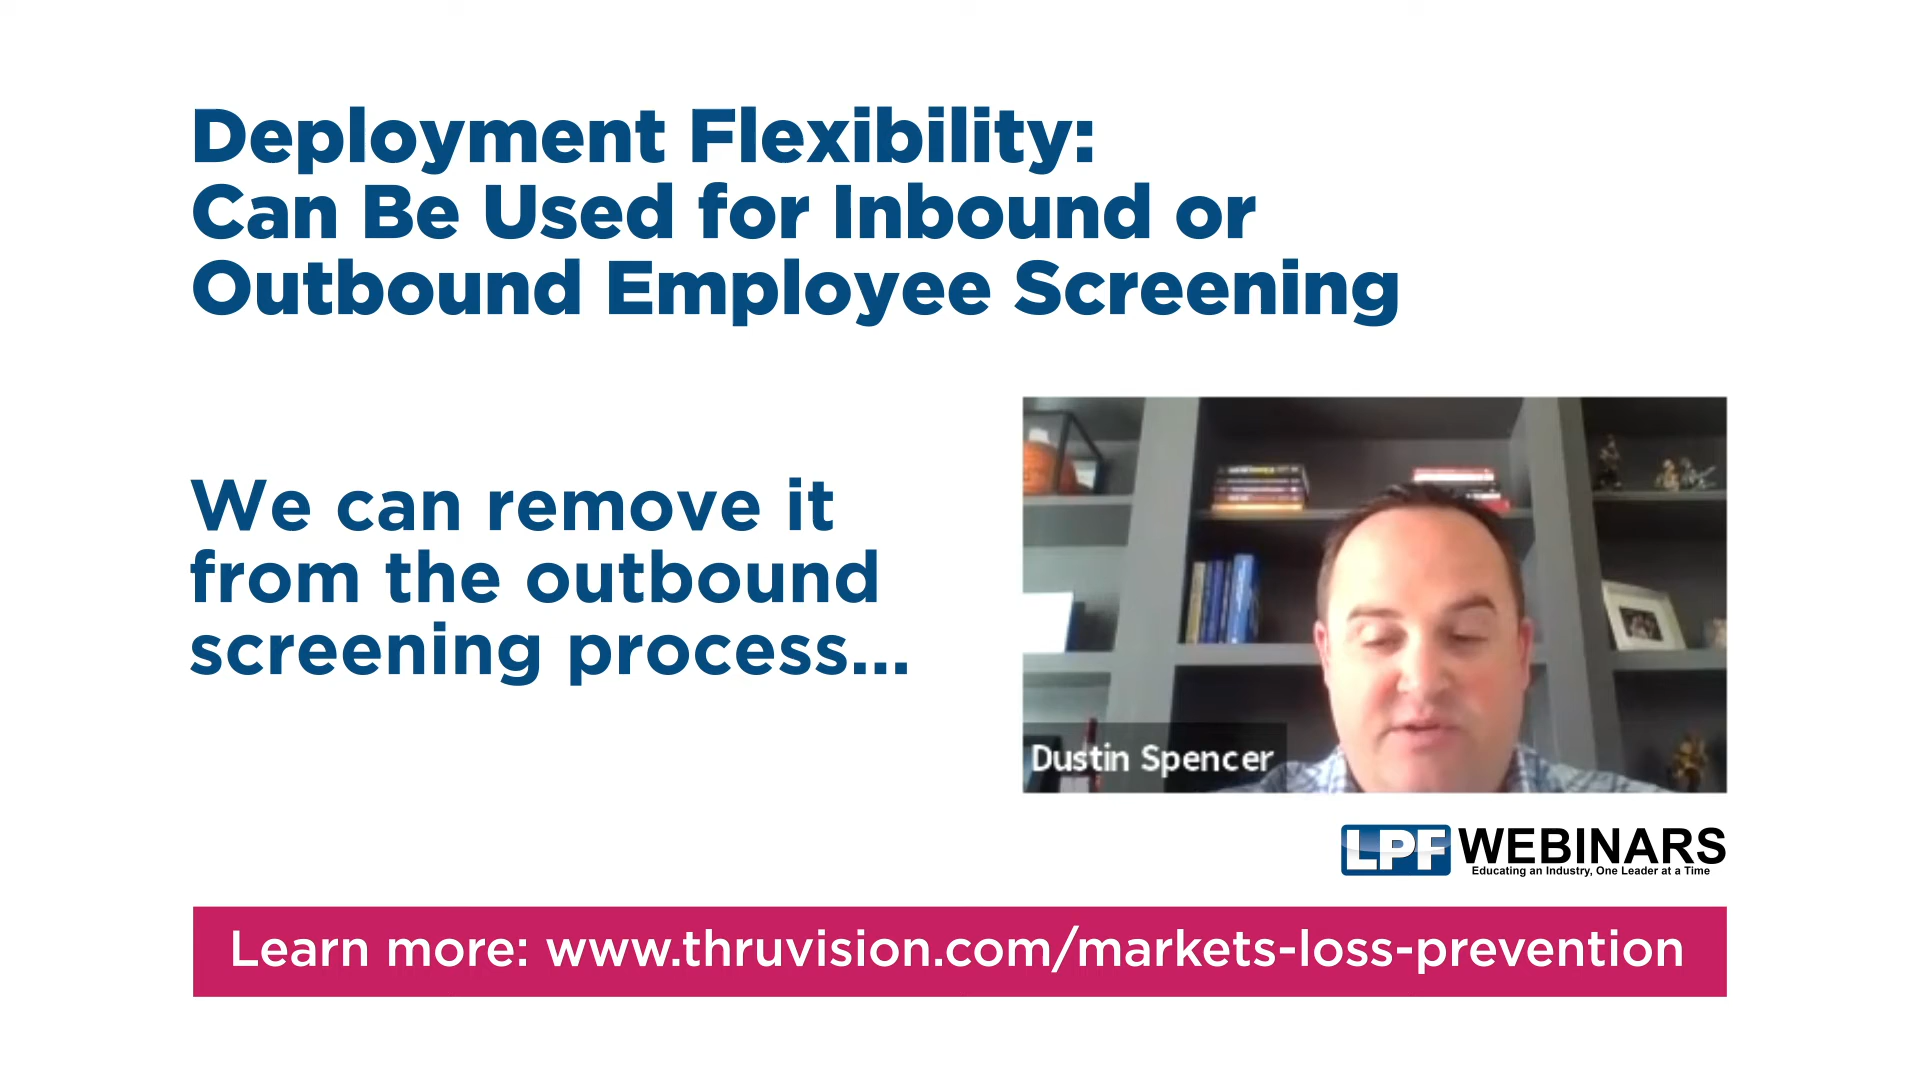 Deployment Flexibility:
Can Be Used for Inbound or
Outbound Employee Screening
We can remove it
from the outbound
screening process...
Dustin Spencer
LPF WEBINARS
Educating an Industry, One Leader at a Time
Learn more: www.thruvision.com/markets-loss-prevention